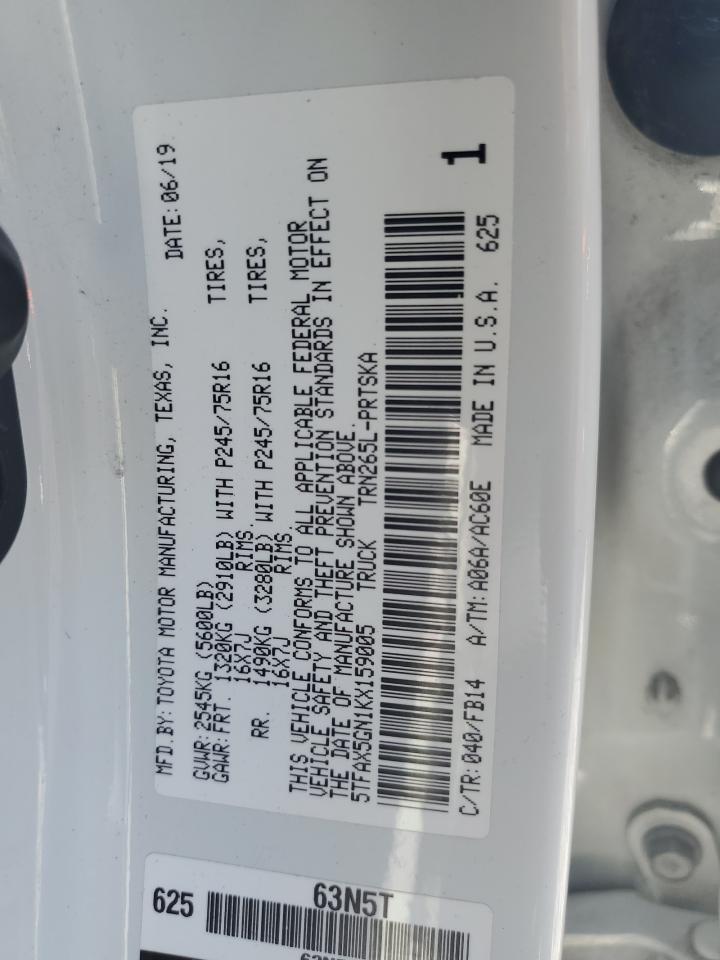 MFD.BY:TOYOTA MOTOR MANUFACTURING, TEXAS, INC. DATE:06/19
GVWR:2545KG (5600LB)
GAWR:FRT. 1320KG (2910LB) WITH P245/75R16 TIRES,
16X7J RIMS.
RR. 1490KG (3280LB) WITH P245/75R16 TIRES,
16X7J RIMS.
THIS VEHICLE CONFORMS TO ALL APPLICABLE FEDERAL MOTOR
VEHICLE SAFETY AND THEFT PREVENTION STANDARDS IN EFFECT ON
THE DATE OF MANUFACTURE SHOWN ABOVE.
5TFAX5GN1KX159005 TRUCK TRN265L-PRTSKA
1
C/TR:040/FB14 A/TM:A06A/AC60E MADE IN U.S.A. 625
625
63N5T